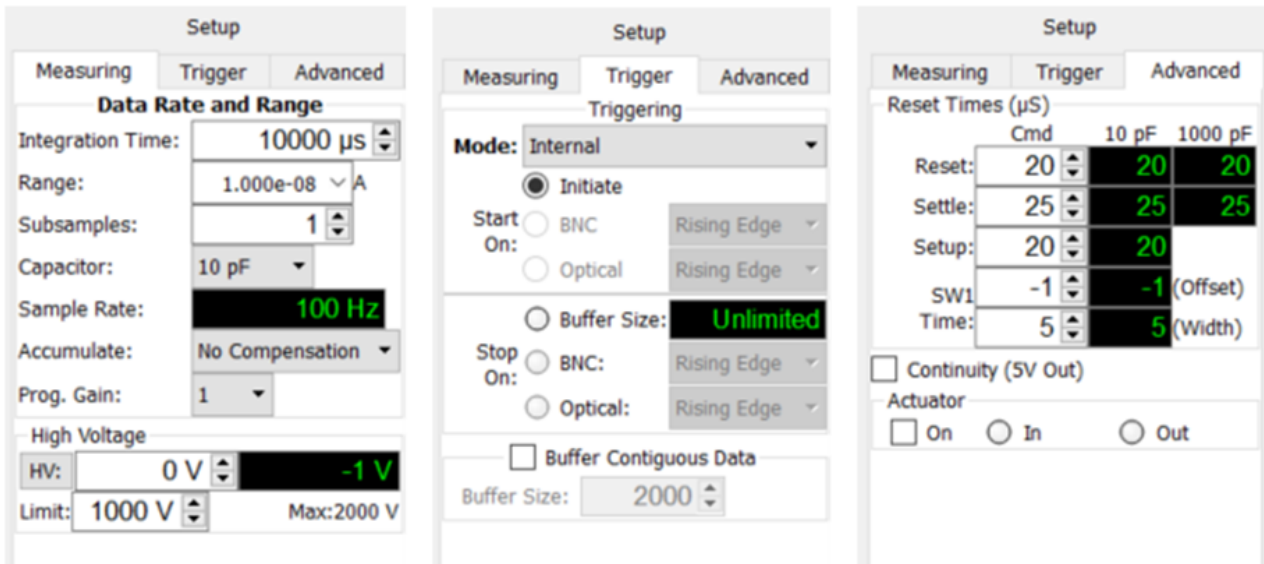 Setup
Measuring Trigger Advanced
Data Rate and Range
Integration Time: 10000 µs
Range: 1.000e-08 A
Subsamples: 1
Capacitor: 10 pF
Sample Rate: 100 Hz
Accumulate: No Compensation
Prog. Gain: 1
High Voltage
HV: 0 V -1 V
Limit: 1000 V Max:2000 V
Setup
Measuring Trigger Advanced
Triggering
Mode: Internal
Initiate
Start On:
BNC Rising Edge
Optical Rising Edge
Buffer Size: Unlimited
Stop On:
BNC: Rising Edge
Optical: Rising Edge
Buffer Contiguous Data
Buffer Size: 2000
Setup
Measuring Trigger Advanced
Reset Times (µS)
Cmd 10 pF 1000 pF
Reset: 20 20 20
Settle: 25 25 25
Setup: 20 20
SW1 Time:
-1 -1 (Offset)
5 5 (Width)
Continuity (5V Out)
Actuator
On In Out